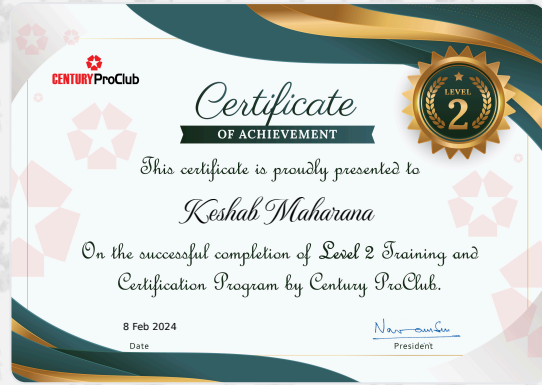 CENTURY ProClub
LEVEL
2
Certificate
OF ACHIEVEMENT
This certificate is proudly presented to
Keshab Maharana
On the successful completion of Level 2 Training and
Certification Program by Century ProClub.
8 Feb 2024
Date
President